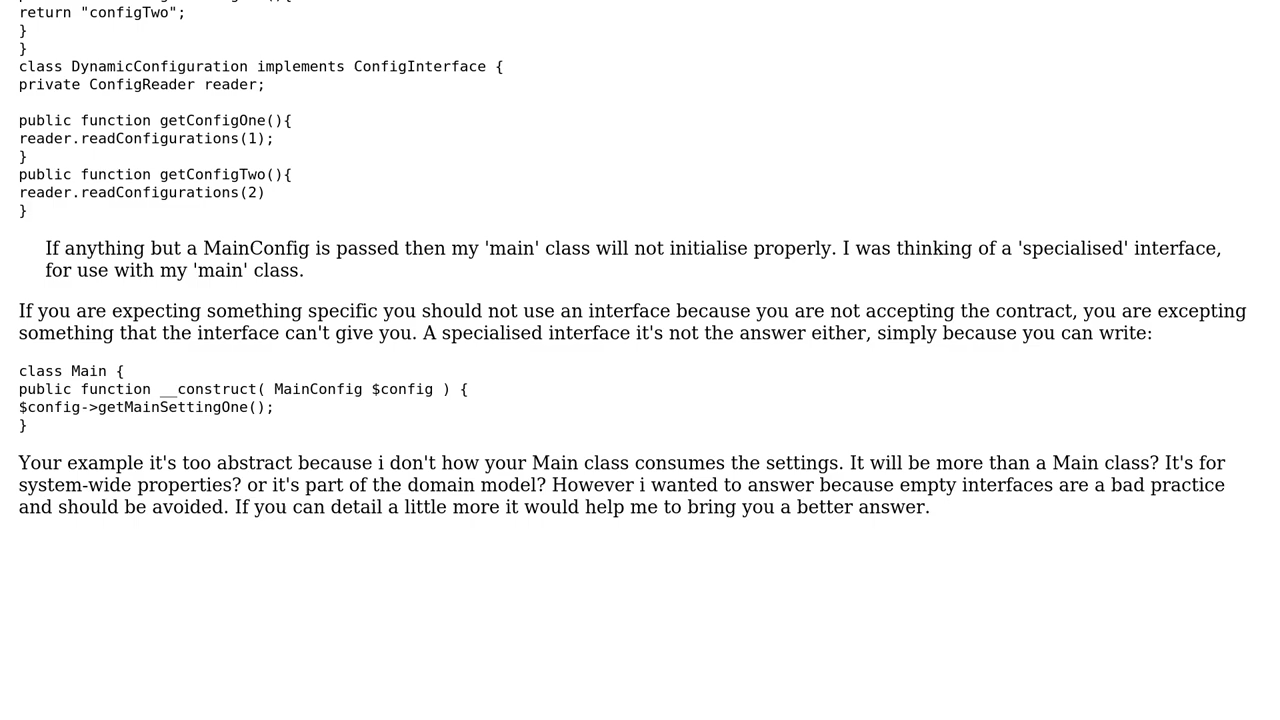 return "configTwo";
}
}
class DynamicConfiguration implements ConfigInterface {
private ConfigReader reader;
public function getConfigOne(){
reader.readConfigurations(1);
}
public function getConfigTwo(){
reader.readConfigurations(2)
}
If anything but a MainConfig is passed then my 'main' class will not initialise properly. I was thinking of a 'specialised' interface,
for use with my 'main' class.
If you are expecting something specific you should not use an interface because you are not accepting the contract, you are excepting
something that the interface can't give you. A specialised interface it's not the answer either, simply because you can write:
class Main {
public function __construct( MainConfig $config ) {
$config->getMainSettingOne();
}
Your example it's too abstract because i don't how your Main class consumes the settings. It will be more than a Main class? It's for
system-wide properties? or it's part of the domain model? However i wanted to answer because empty interfaces are a bad practice
and should be avoided. If you can detail a little more it would help me to bring you a better answer.